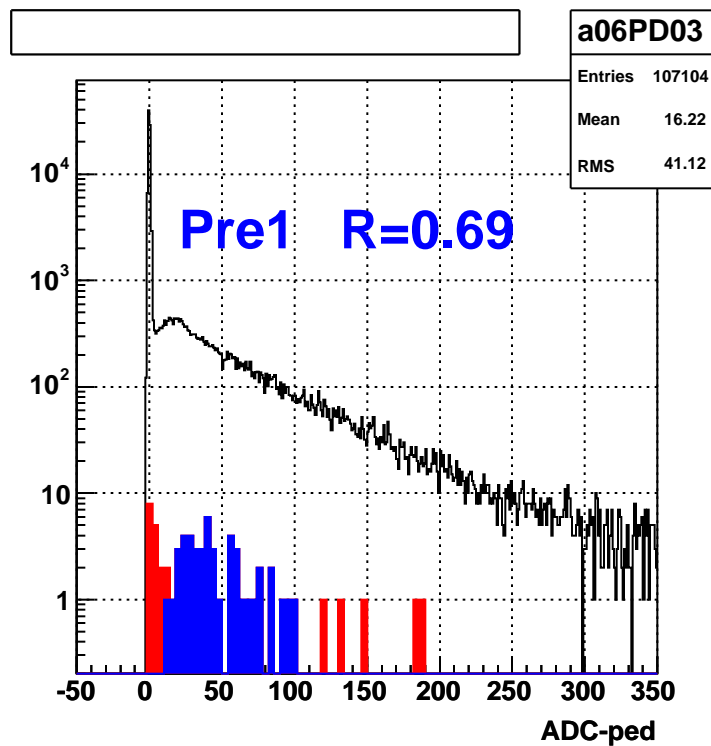 a06PD03
Entries 107104
Mean 16.22
RMS 41.12
Pre1 R=0.69
10^4
10^3
10^2
10
1
-50 0 50 100 150 200 250 300 350
ADC-ped